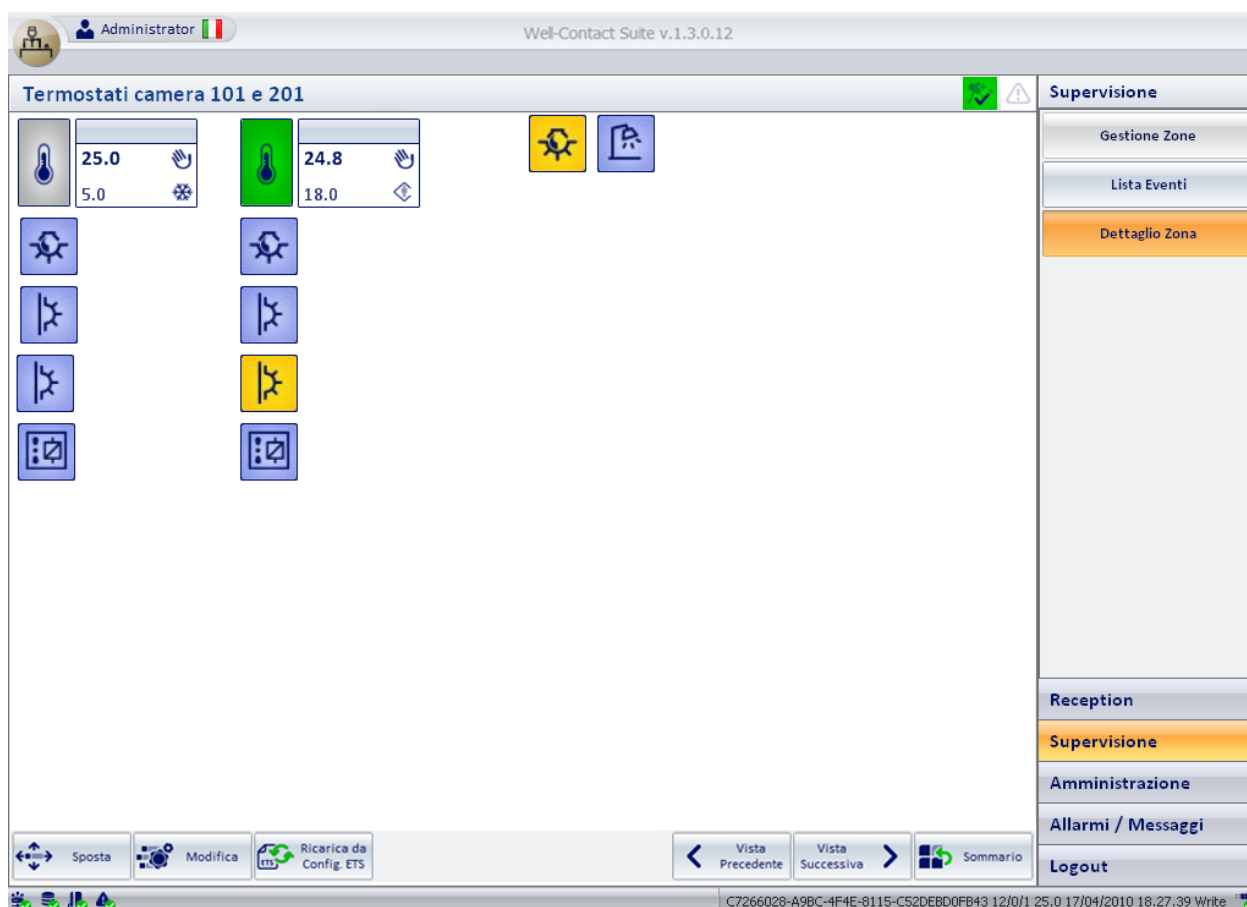 Administrator
Well-Contact Suite v.1.3.0.12
Termostati camera 101 e 201
Supervisione
25.0
5.0
24.8
18.0
Gestione Zone
Lista Eventi
Dettaglio Zona
Reception
Supervisione
Amministrazione
Allarmi / Messaggi
Logout
Sposta
Modifica
ETS
Ricarica da
Config. ETS
Vista
Precedente
Vista
Successiva
Sommario
C7266028-A9BC-4F4E-8115-C52DEBD0FB43 12/0/1 25.0 17/04/2010 18.27.39 Write